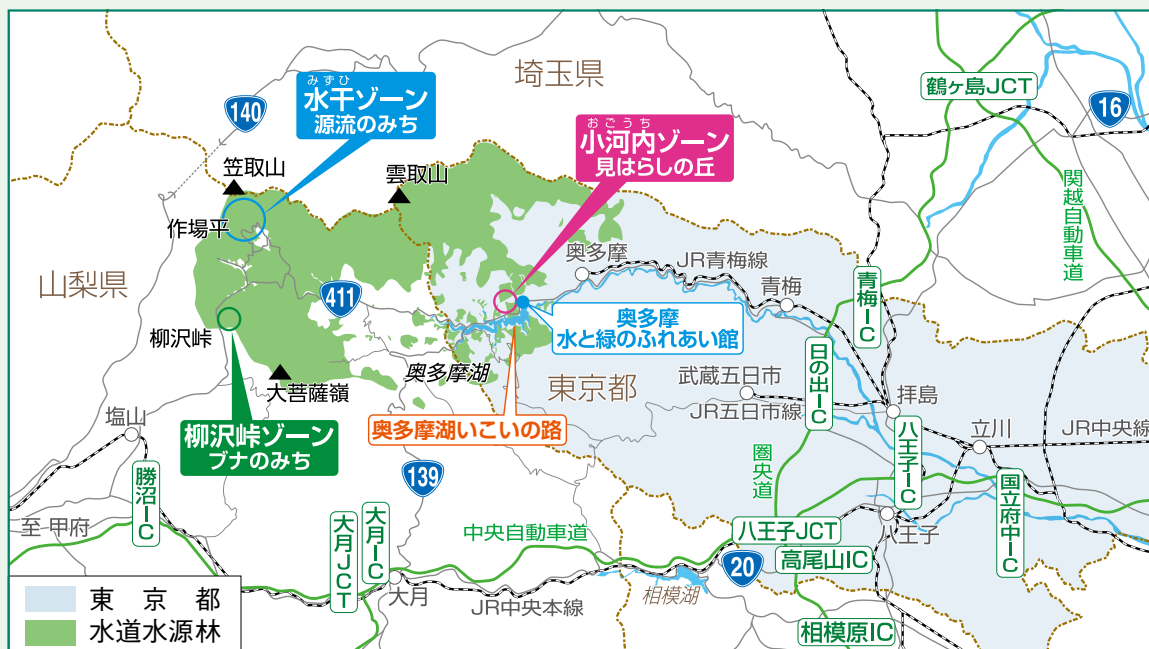 埼玉県
鶴ヶ島JCT
16
140
みずひ
水干ゾーン
源流のみち
おごうち
小河内ゾーン
見はらしの丘
笠取山
雲取山
作場平
関越自動車道
山梨県
奥多摩
JR青梅線
青梅
青梅IC
411
柳沢峠
奥多摩
水と緑のふれあい館
奥多摩湖
大菩薩嶺
東京都
武蔵五日市
日の出IC
JR五日市線
拝島
塩山
柳沢峠ゾーン
ブナのみち
奥多摩湖いこいの路
立川
JR中央線
八王子IC
圏央道
勝沼IC
139
国立府中IC
至 甲府
大月JCT
大月IC
中央自動車道
八王子JCT
八王子
高尾山IC
20
大月
JR中央本線
相模湖
相模原IC
東京都
水道水源林